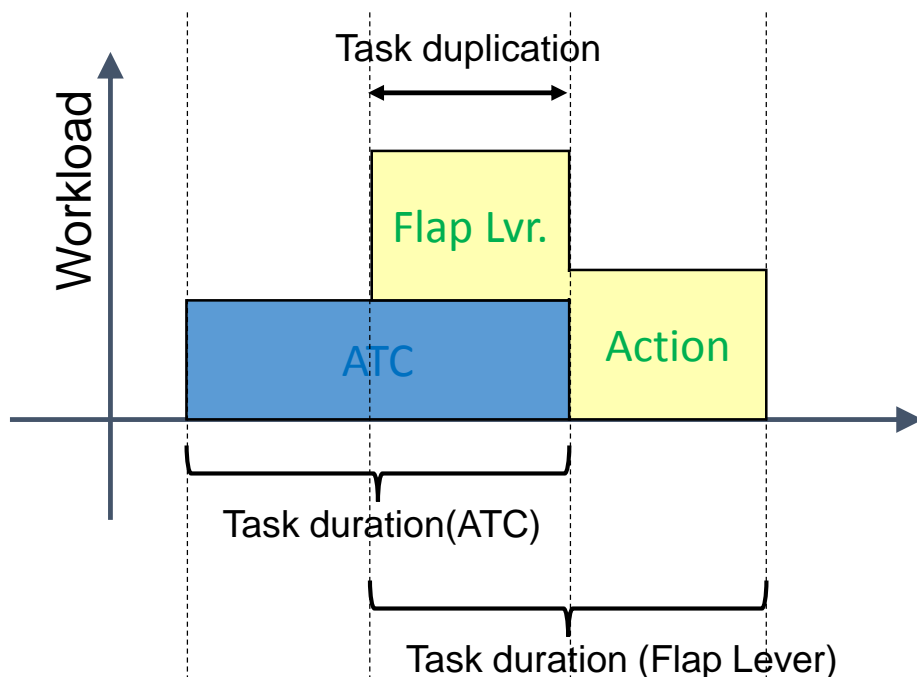 Task duplication
Workload
Flap Lvr.
ATC
Action
Task duration(ATC)
Task duration (Flap Lever)